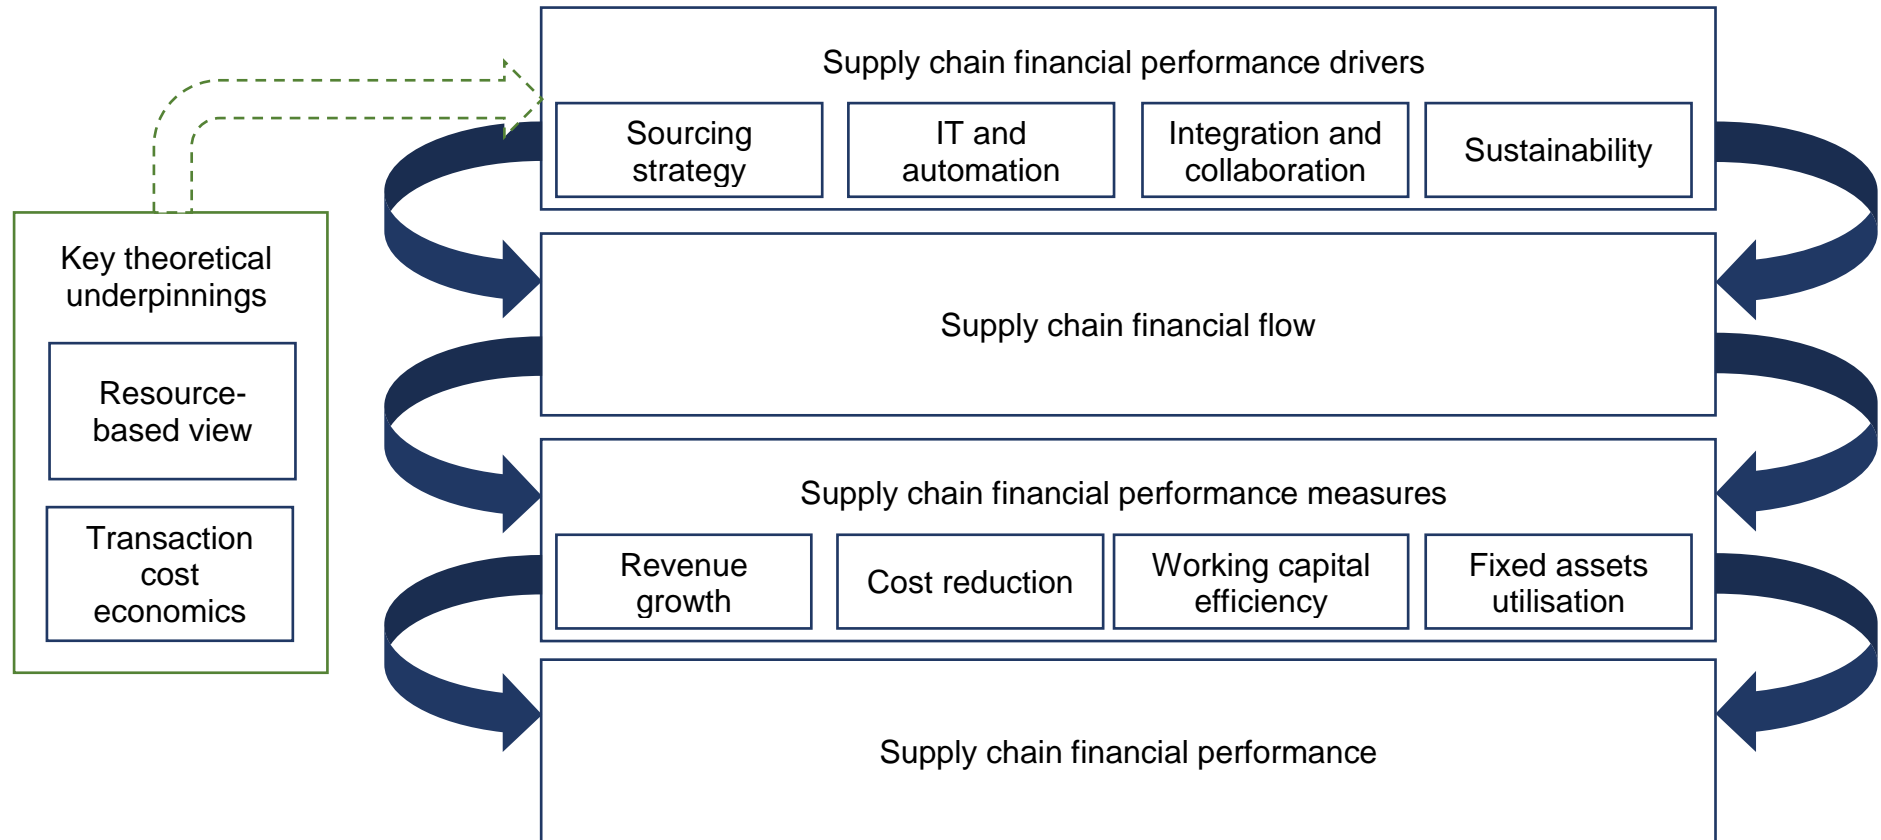 Supply chain financial performance drivers
Sourcing
strategy
IT and
automation
Integration and
collaboration
Sustainability
Key theoretical
underpinnings
Resource-
based view
Transaction
cost
economics
Supply chain financial flow
Supply chain financial performance measures
Revenue
growth
Cost reduction
Working capital
efficiency
Fixed assets
utilisation
Supply chain financial performance